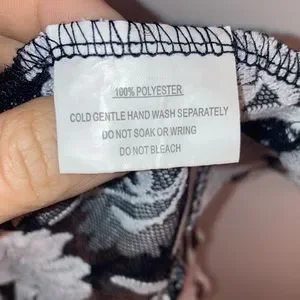 100% POLYESTER
COLD GENTLE HAND WASH SEPARATELY
DO NOT SOAK OR WRING
DO NOT BLEACH